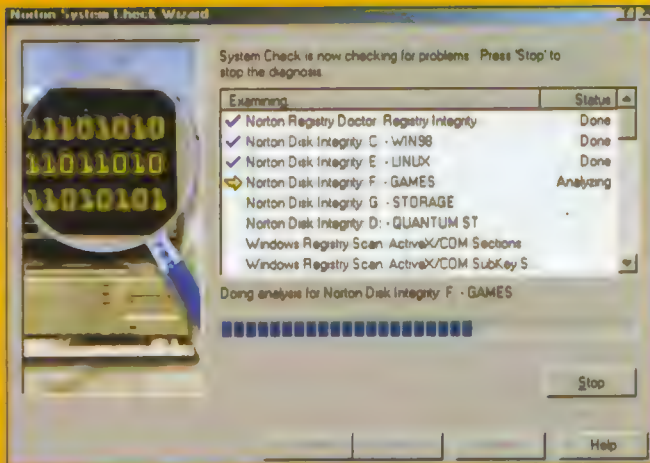 Norton System Check Wizard
System Check is now checking for problems. Press 'Stop' to
stop the diagnosis.
Examining Status
Norton Registry Doctor: Registry Integrity Done
Norton Disk Integrity: C: - WIN98 Done
Norton Disk Integrity: E: - LINUX Done
Norton Disk Integrity: F: - GAMES Analyzing
Norton Disk Integrity: G: - STORAGE
Norton Disk Integrity: D: - QUANTUM ST
Windows Registry Scan: ActiveX/COM Sections
Windows Registry Scan: ActiveX/COM SubKey S
Doing analysis for Norton Disk Integrity: F: - GAMES
11101010
11011010
11010101
Stop
Help